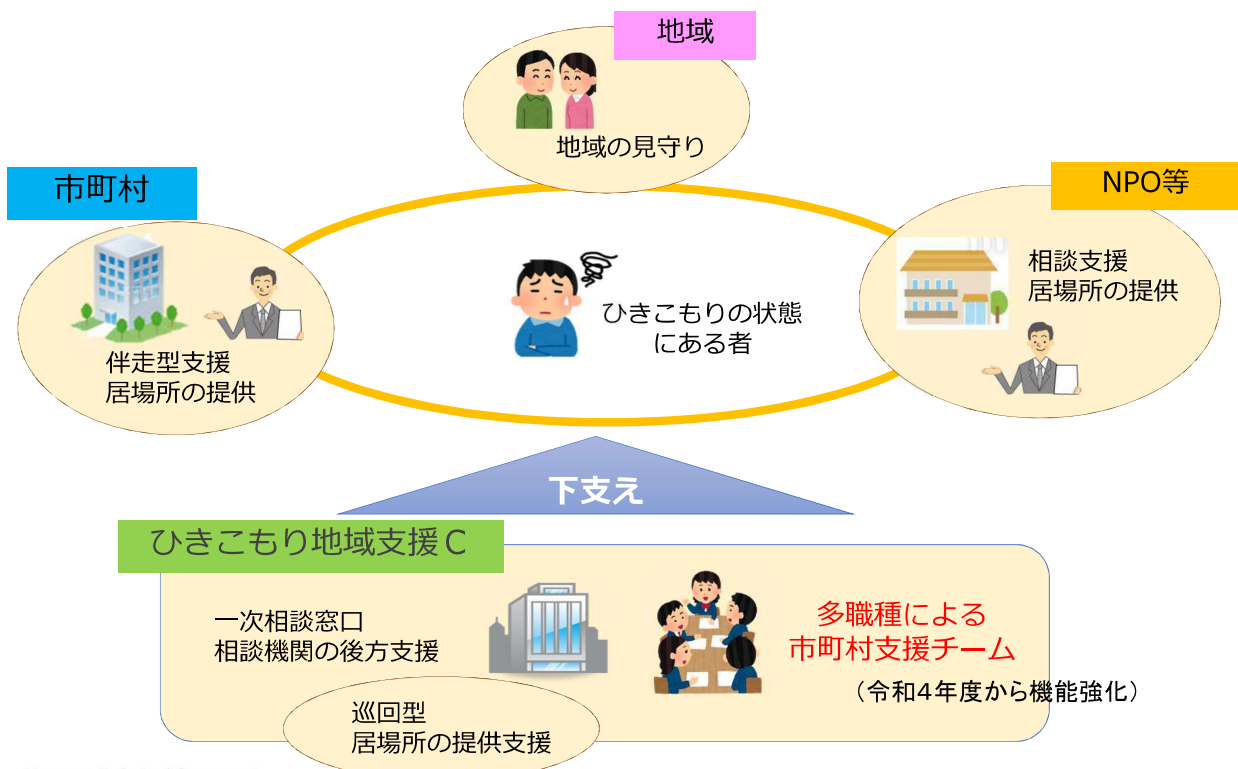 地域
地域の見守り
市町村
伴走型支援
居場所の提供
NPO等
相談支援
居場所の提供
ひきこもりの状態
にある者
下支え
ひきこもり地域支援C
一次相談窓口
相談機関の後方支援
多職種による
市町村支援チーム
（令和4年度から機能強化）
巡回型
居場所の提供支援